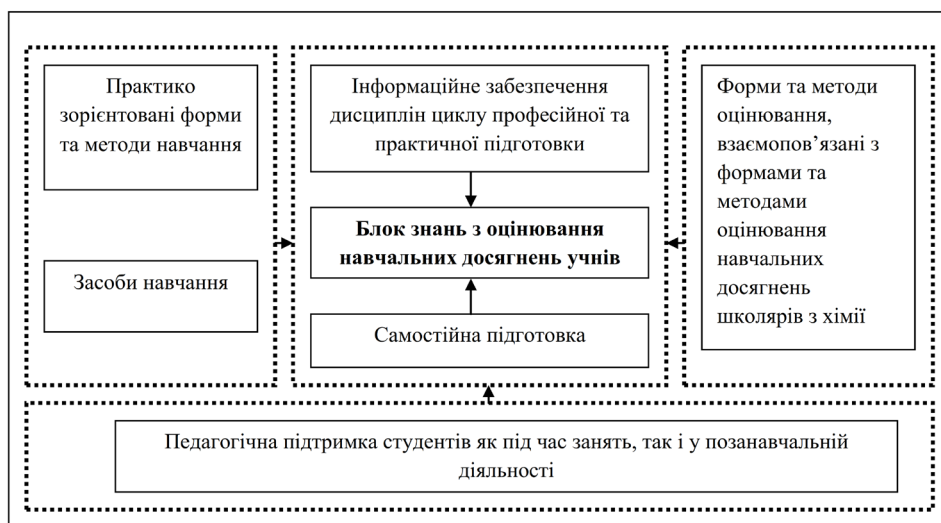 Практико
зорієнтовані форми
та методи навчання
Засоби навчання
Інформаційне забезпечення
дисциплін циклу професійної та
практичної підготовки
Блок знань з оцінювання
навчальних досягнень учнів
Самостійна підготовка
Форми та методи
оцінювання,
взаємопов’язані з
формами та
методами
оцінювання
навчальних
досягнень
школярів з хімії
Педагогічна підтримка студентів як під час занять, так і у позанавчальній
діяльності